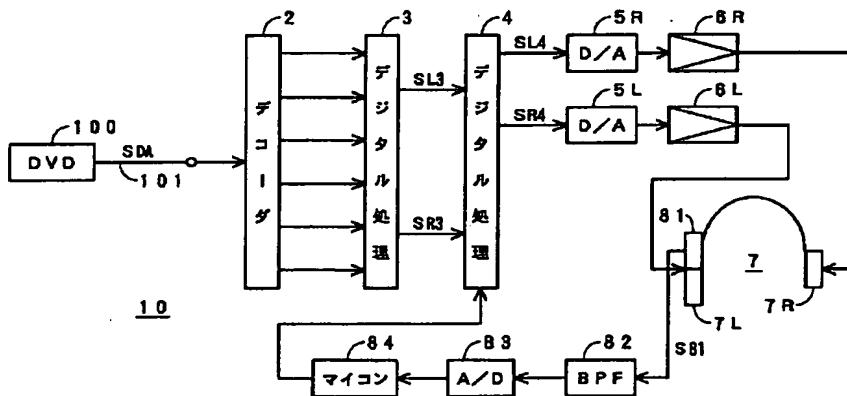 2
3
4
5R
6R
SL4
D/A
5L
6L
SL3
SR4
D/A
100
DVD
SDA
101
デコーダ
デジタル処理
デジタル処理
SR3
81
7
7L
7R
10
S81
84
83
82
マイコン
A/D
BPF